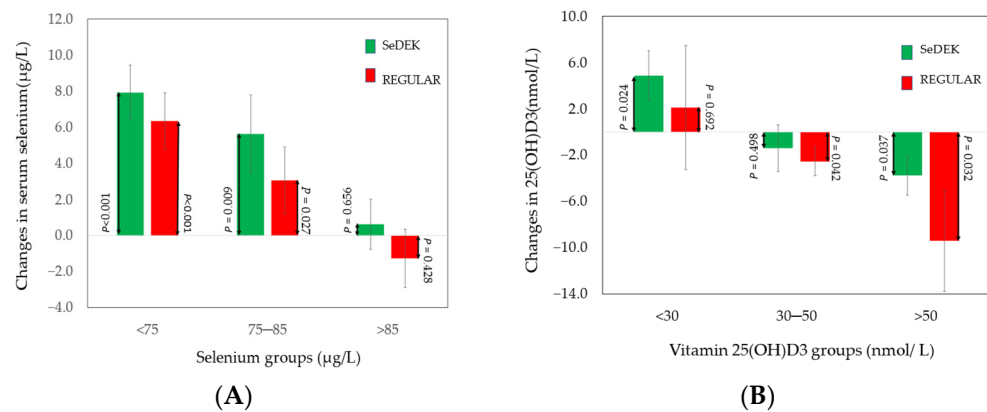 12.0
10.0
8.0
6.0
4.0
2.0
0.0
−2.0
−4.0
Changes in serum selenium(µg/L)
SeDEK
REGULAR
P<0.001
P<0.001
P = 0.009
P = 0.027
P = 0.656
P = 0.428
<75
75—85
>85
Selenium groups (µg/L)
(A)
10.0
6.0
2.0
−2.0
−6.0
−10.0
−14.0
Changes in 25(OH)D3(nmol/L)
SeDEK
REGULAR
P = 0.024
P = 0.692
P = 0.498
P = 0.042
P = 0.037
P = 0.032
<30
30—50
>50
Vitamin 25(OH)D3 groups (nmol/ L)
(B)